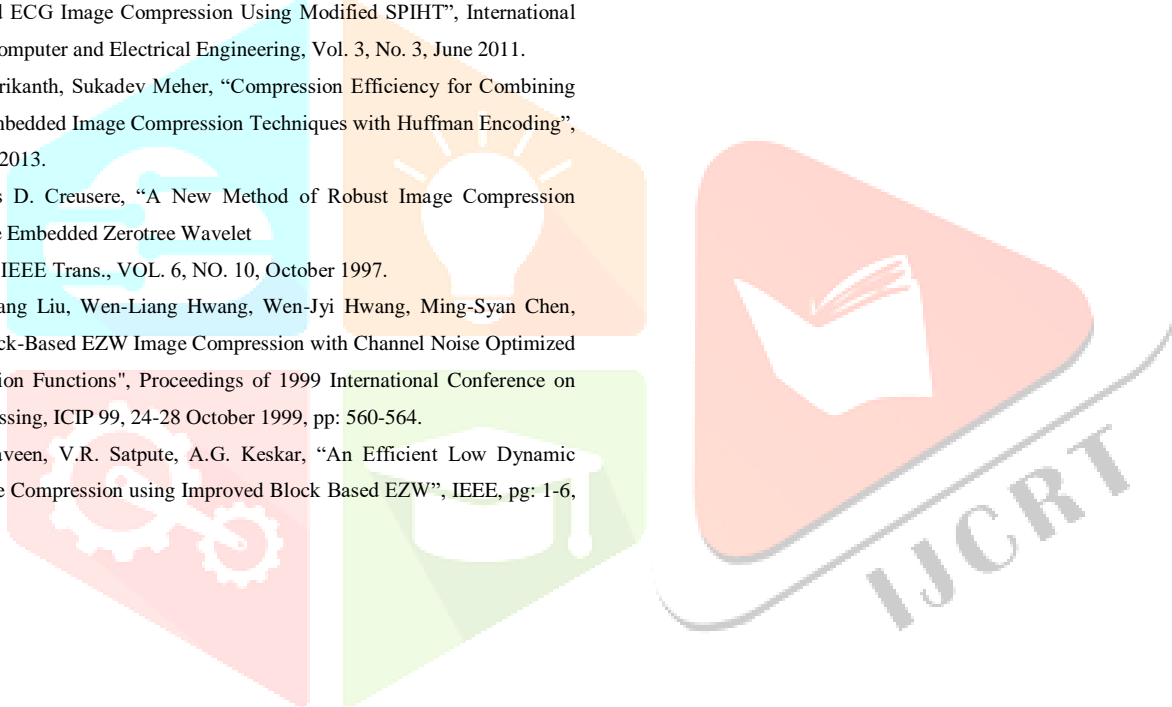 ECG Image Compression Using Modified SPIHT”, International
omputer and Electrical Engineering, Vol. 3, No. 3, June 2011.
rikanth, Sukadev Meher, “Compression Efficiency for Combining
mbedded Image Compression Techniques with Huffman Encoding”,
2013.
s D. Creusere, “A New Method of Robust Image Compression
e Embedded Zerotree Wavelet
IEEE Trans., VOL. 6, NO. 10, October 1997.
ang Liu, Wen-Liang Hwang, Wen-Jyi Hwang, Ming-Syan Chen,
ck-Based EZW Image Compression with Channel Noise Optimized
ion Functions", Proceedings of 1999 International Conference on
ssing, ICIP 99, 24-28 October 1999, pp: 560-564.
aveen, V.R. Satpute, A.G. Keskar, “An Efficient Low Dynamic
e Compression using Improved Block Based EZW”, IEEE, pg: 1-6,
IJCRT